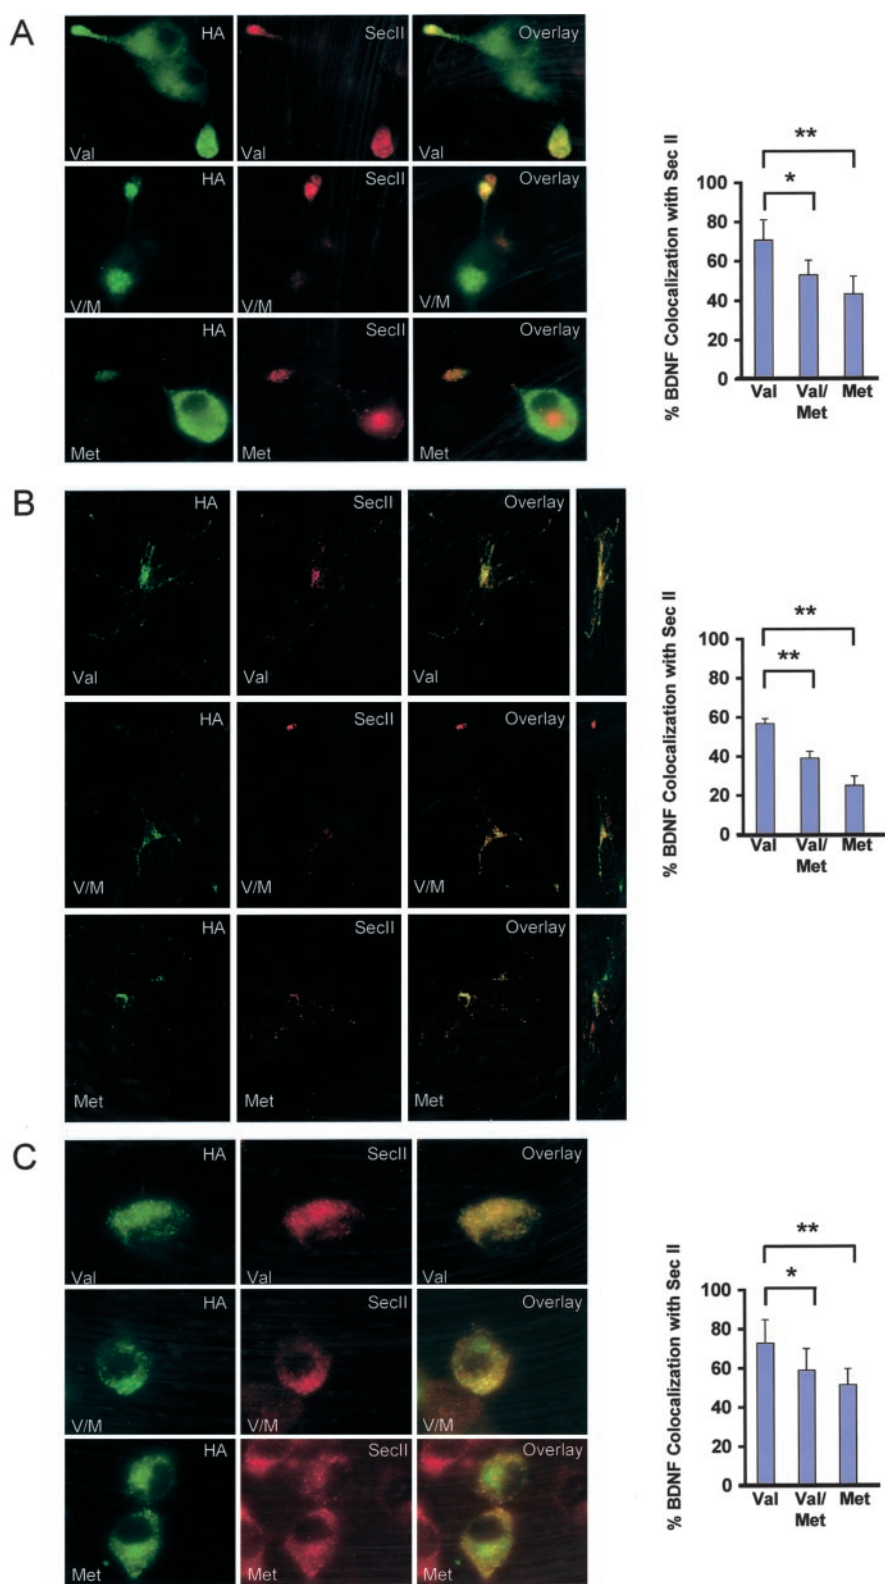 A
HA
SecII
Overlay
Val
Val
Val
HA
SecII
Overlay
V/M
V/M
V/M
HA
SecII
Overlay
Met
Met
Met
% BDNF Colocalization with Sec II
**
*
100
80
60
40
20
0
Val
Val/
Met
Met
B
HA
SecII
Overlay
Val
Val
Val
HA
SecII
Overlay
V/M
V/M
V/M
HA
SecII
Overlay
Met
Met
Met
% BDNF Colocalization with Sec II
**
**
100
80
60
40
20
0
Val
Val/
Met
Met
C
HA
SecII
Overlay
Val
Val
Val
HA
SecII
Overlay
V/M
V/M
V/M
HA
SecII
Overlay
Met
Met
Met
% BDNF Colocalization with Sec II
**
*
100
80
60
40
20
0
Val
Val/
Met
Met